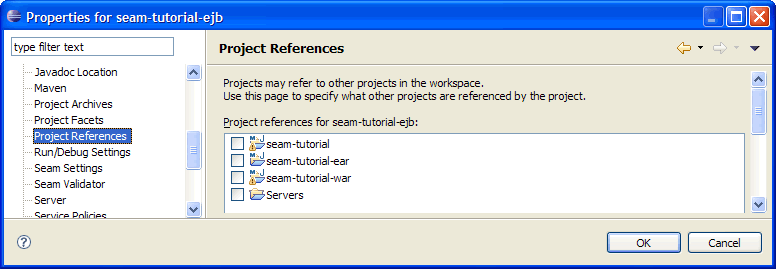 Properties for seam-tutorial-ejb
type filter text
Javadoc Location
Maven
Project Archives
Project Facets
Project References
Run/Debug Settings
Seam Settings
Seam Validator
Server
Service Policies
Project References
Projects may refer to other projects in the workspace.
Use this page to specify what other projects are referenced by the project.
Project references for seam-tutorial-ejb:
seam-tutorial
seam-tutorial-ear
seam-tutorial-war
Servers
OK
Cancel